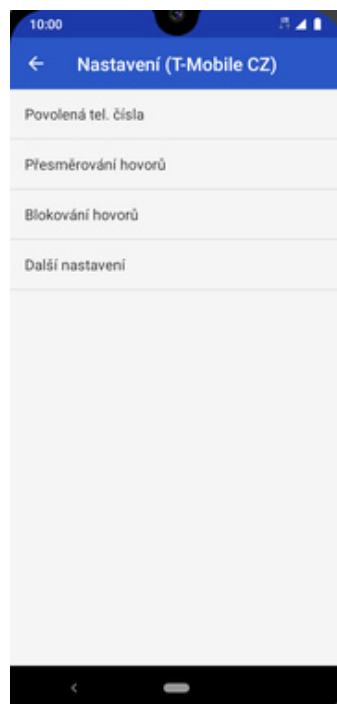 10:00
Nastavení (T-Mobile CZ)
Povolená tel. čísla
Přesměrování hovorů
Blokování hovorů
Další nastavení